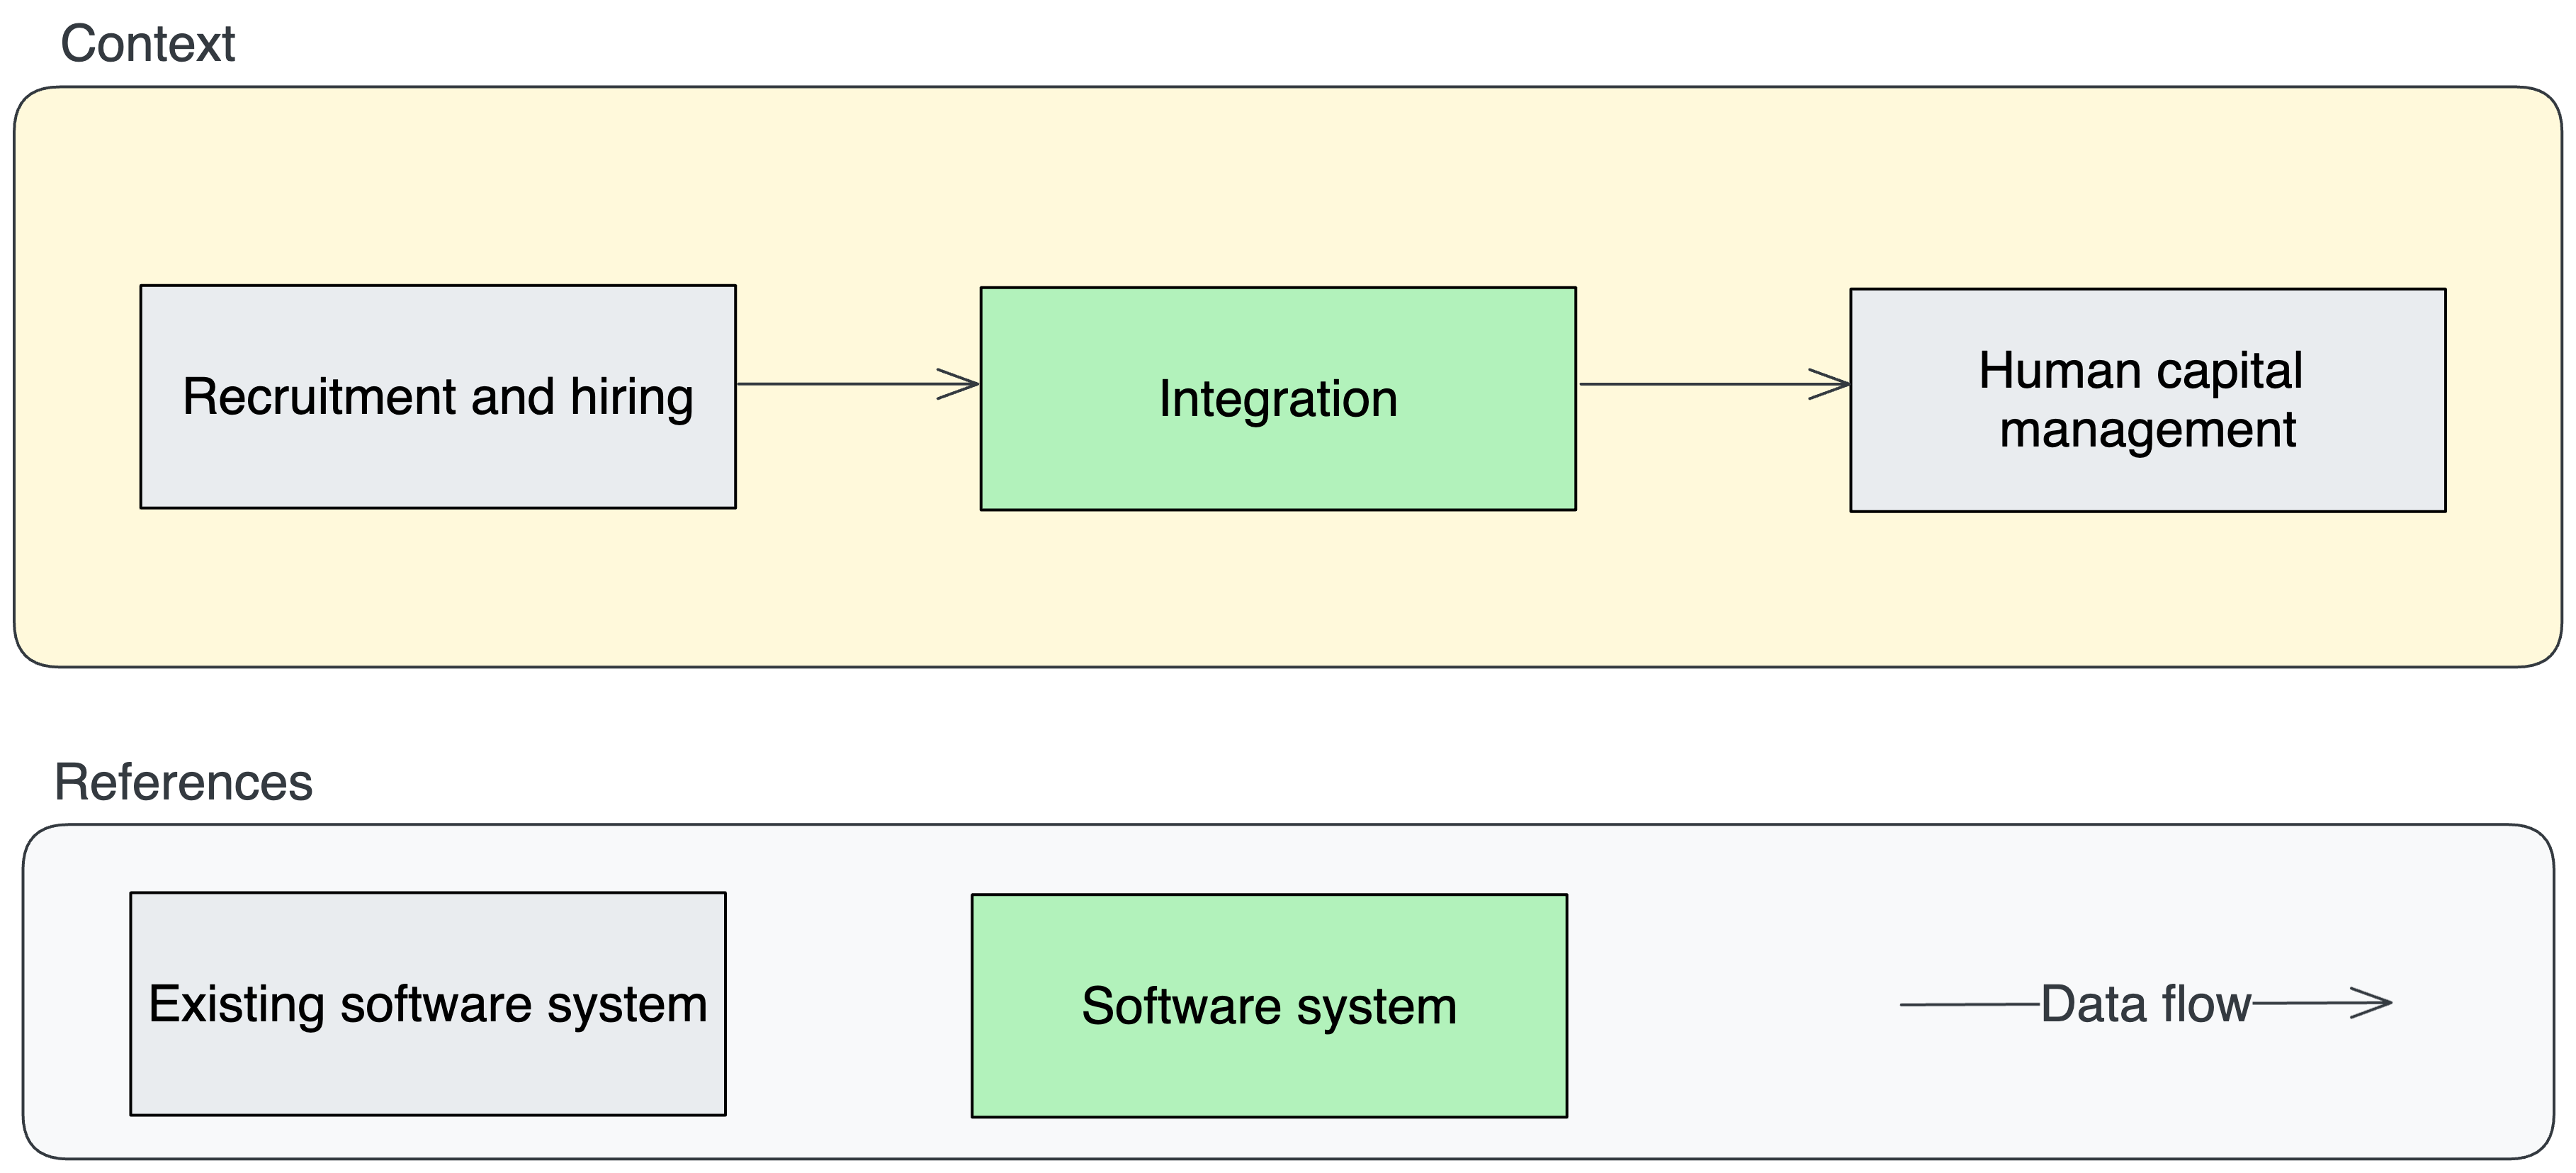 Context
Recruitment and hiring
Integration
Human capital
management
References
Existing software system
Software system
Data flow